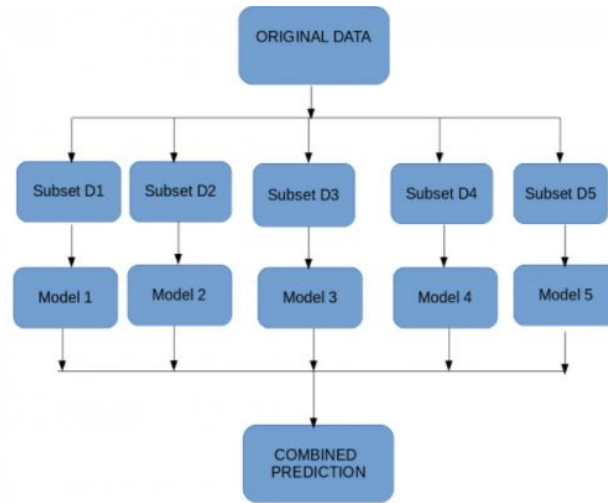 ORIGINAL DATA
Subset D1
Subset D2
Subset D3
Subset D4
Subset D5
Model 1
Model 2
Model 3
Model 4
Model 5
COMBINED
PREDICTION